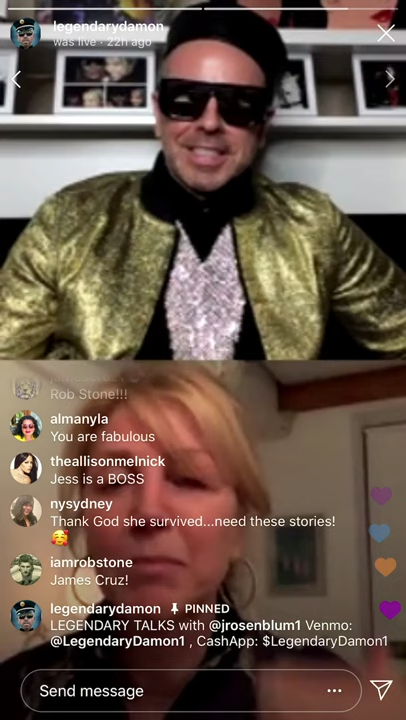 legendarydamon
was live · 22h ago
Rob Stone!!!
almanyla
You are fabulous
theallisonmelnick
Jess is a BOSS
nysydney
Thank God she survived...need these stories!
🥰
iamrobstone
James Cruz!
legendarydamon PINNED
LEGENDARY TALKS with @jrosenblum1 Venmo:
@LegendaryDamon1 , CashApp: $LegendaryDamon1
Send message